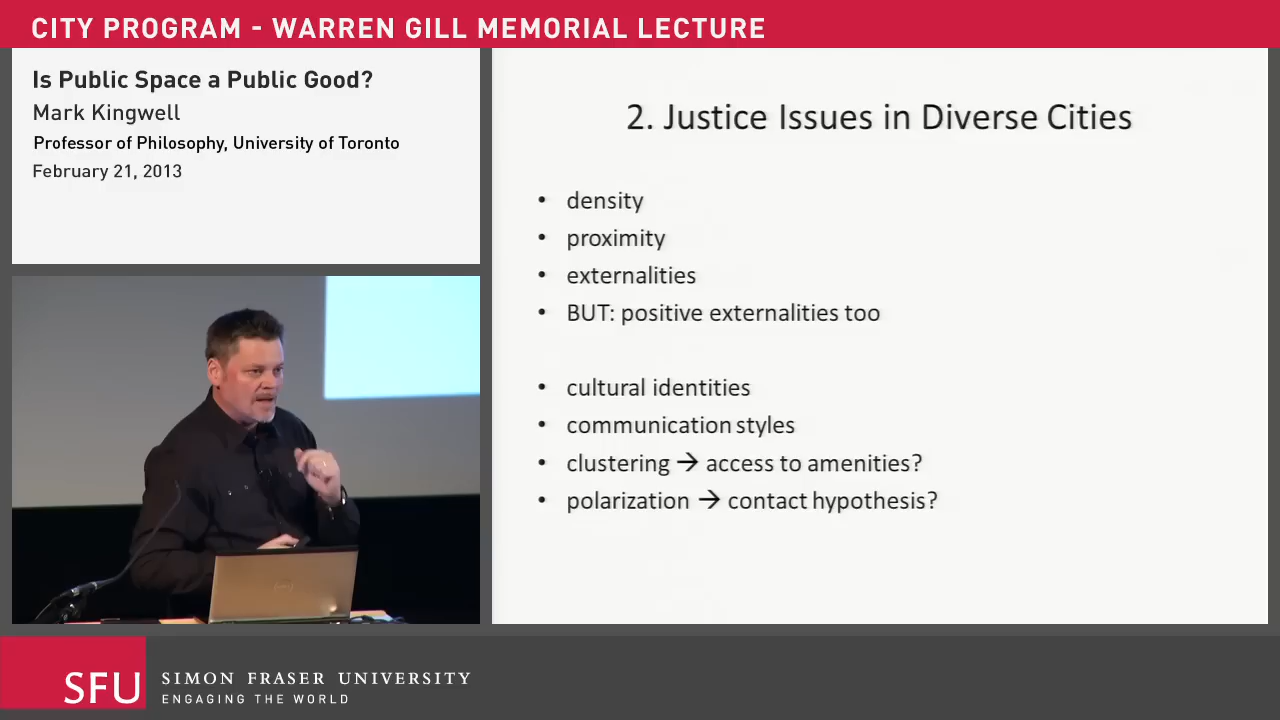 CITY PROGRAM - WARREN GILL MEMORIAL LECTURE
Is Public Space a Public Good?
Mark Kingwell
Professor of Philosophy, University of Toronto
February 21, 2013
2. Justice Issues in Diverse Cities
• density
• proximity
• externalities
• BUT: positive externalities too
• cultural identities
• communication styles
• clustering → access to amenities?
• polarization → contact hypothesis?
SFU
SIMON FRASER UNIVERSITY
ENGAGING THE WORLD